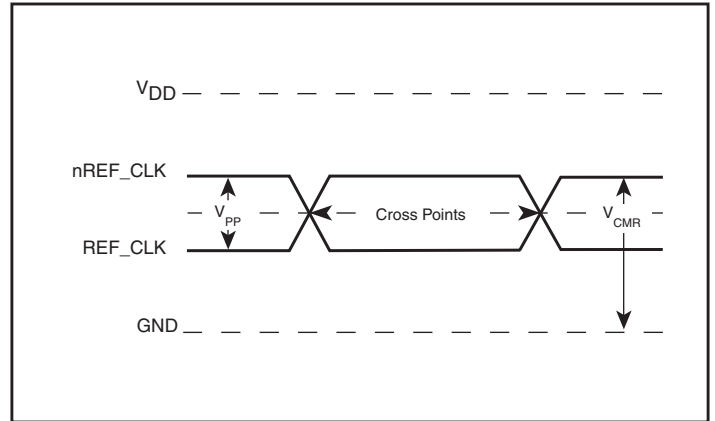 VDD
nREF_CLK
VPP
Cross Points
VCMR
REF_CLK
GND